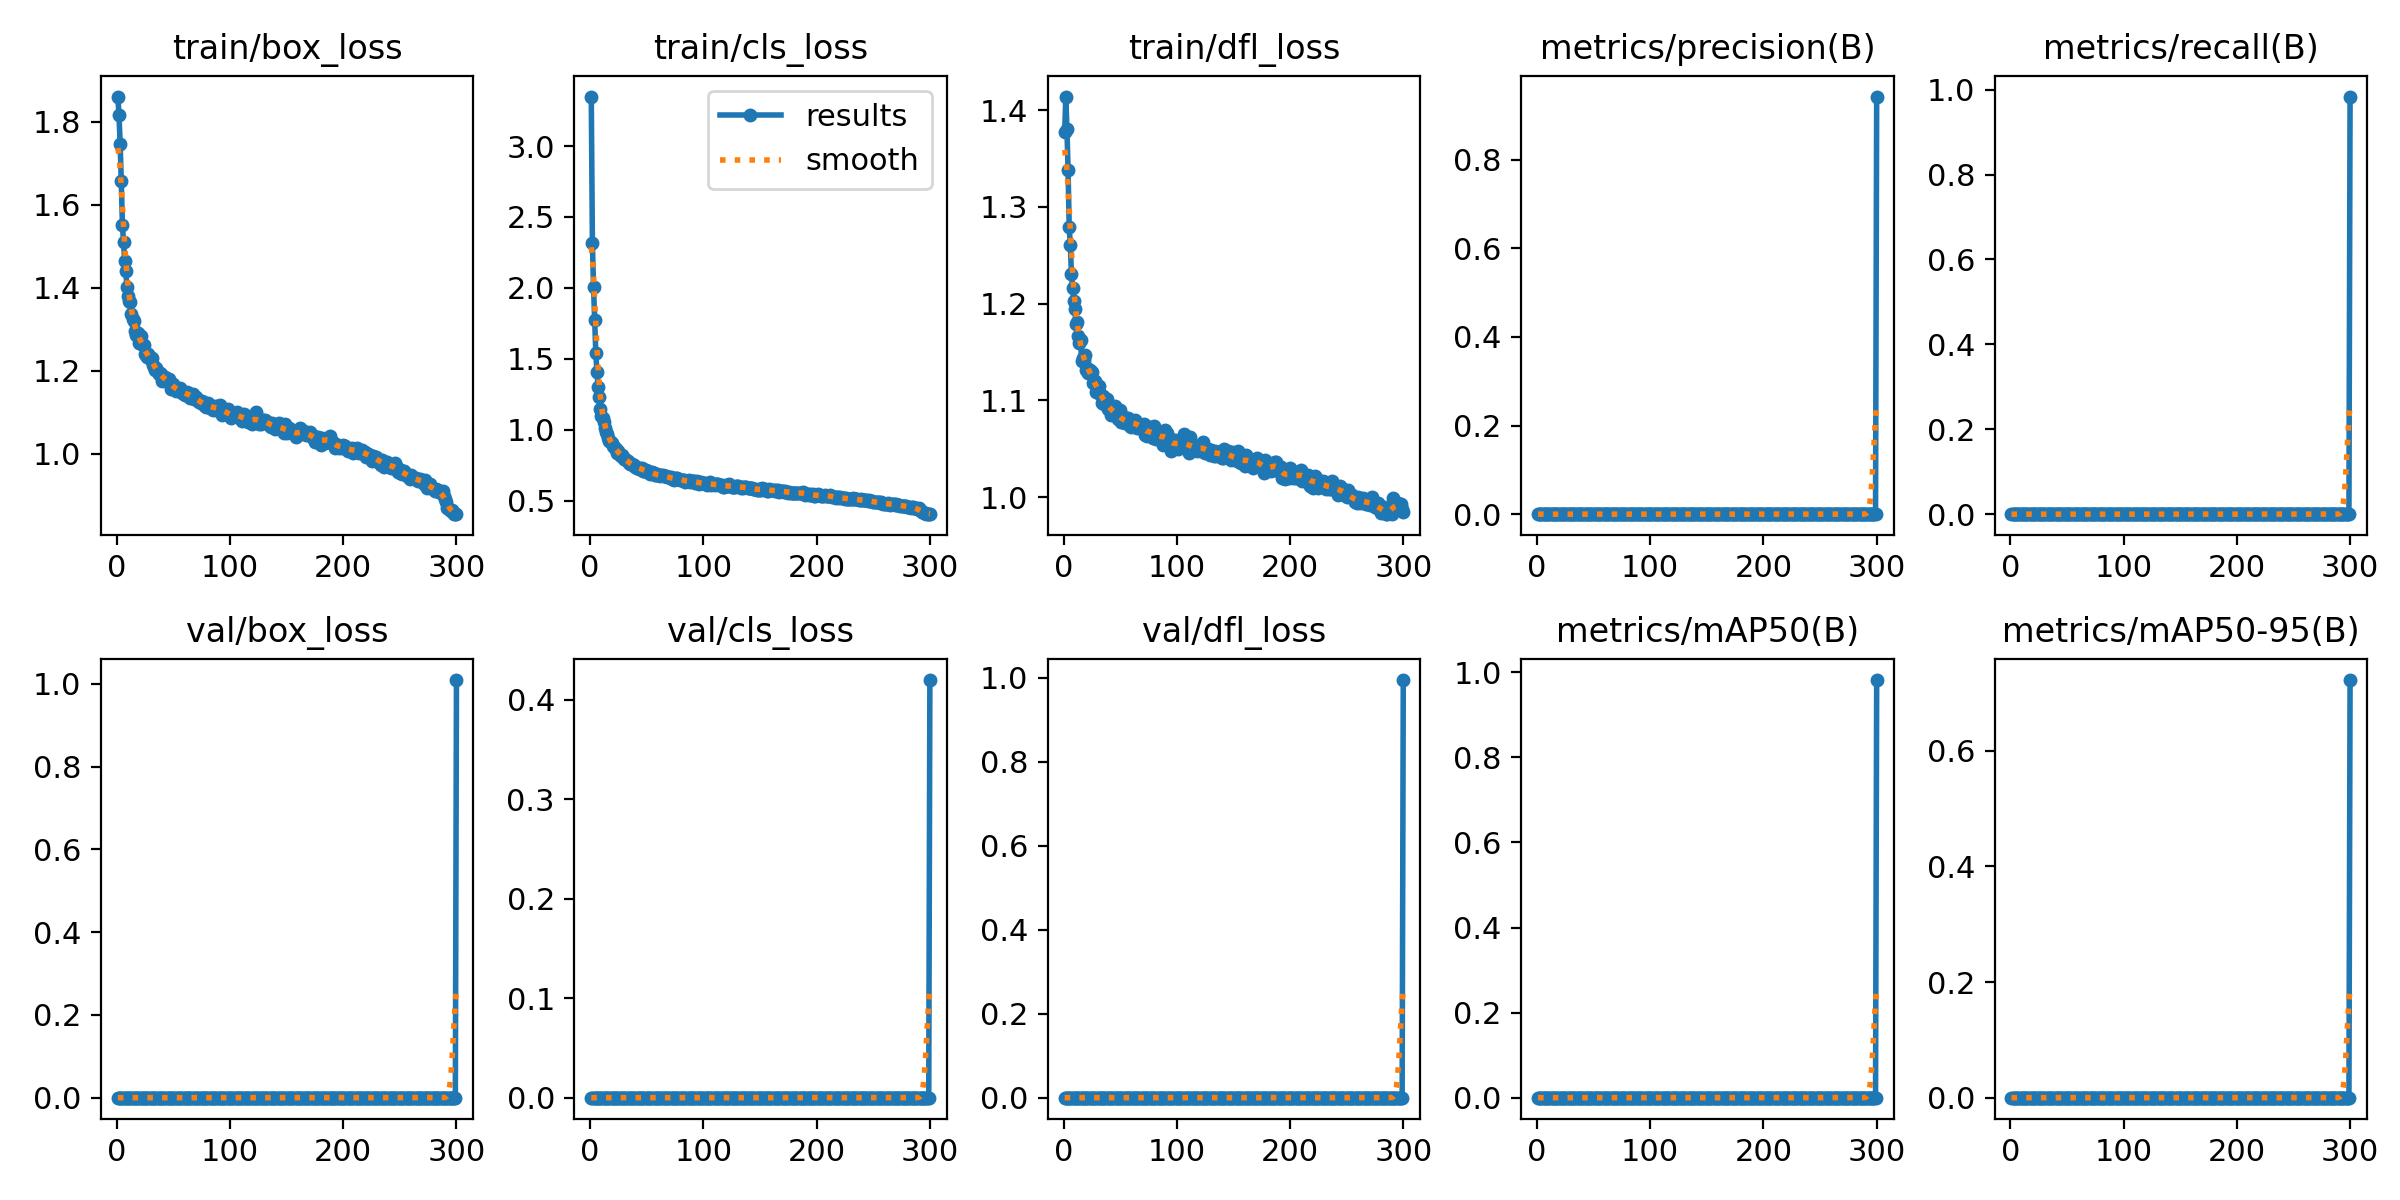 train/box_loss
1.8
1.6
1.4
1.2
1.0
0 100 200 300
train/cls_loss
results
smooth
3.0
2.5
2.0
1.5
1.0
0.5
0 100 200 300
train/dfl_loss
1.4
1.3
1.2
1.1
1.0
0 100 200 300
metrics/precision(B)
0.8
0.6
0.4
0.2
0.0
0 100 200 300
metrics/recall(B)
1.0
0.8
0.6
0.4
0.2
0.0
0 100 200 300
val/box_loss
1.0
0.8
0.6
0.4
0.2
0.0
0 100 200 300
val/cls_loss
0.4
0.3
0.2
0.1
0.0
0 100 200 300
val/dfl_loss
1.0
0.8
0.6
0.4
0.2
0.0
0 100 200 300
metrics/mAP50(B)
1.0
0.8
0.6
0.4
0.2
0.0
0 100 200 300
metrics/mAP50-95(B)
0.6
0.4
0.2
0.0
0 100 200 300